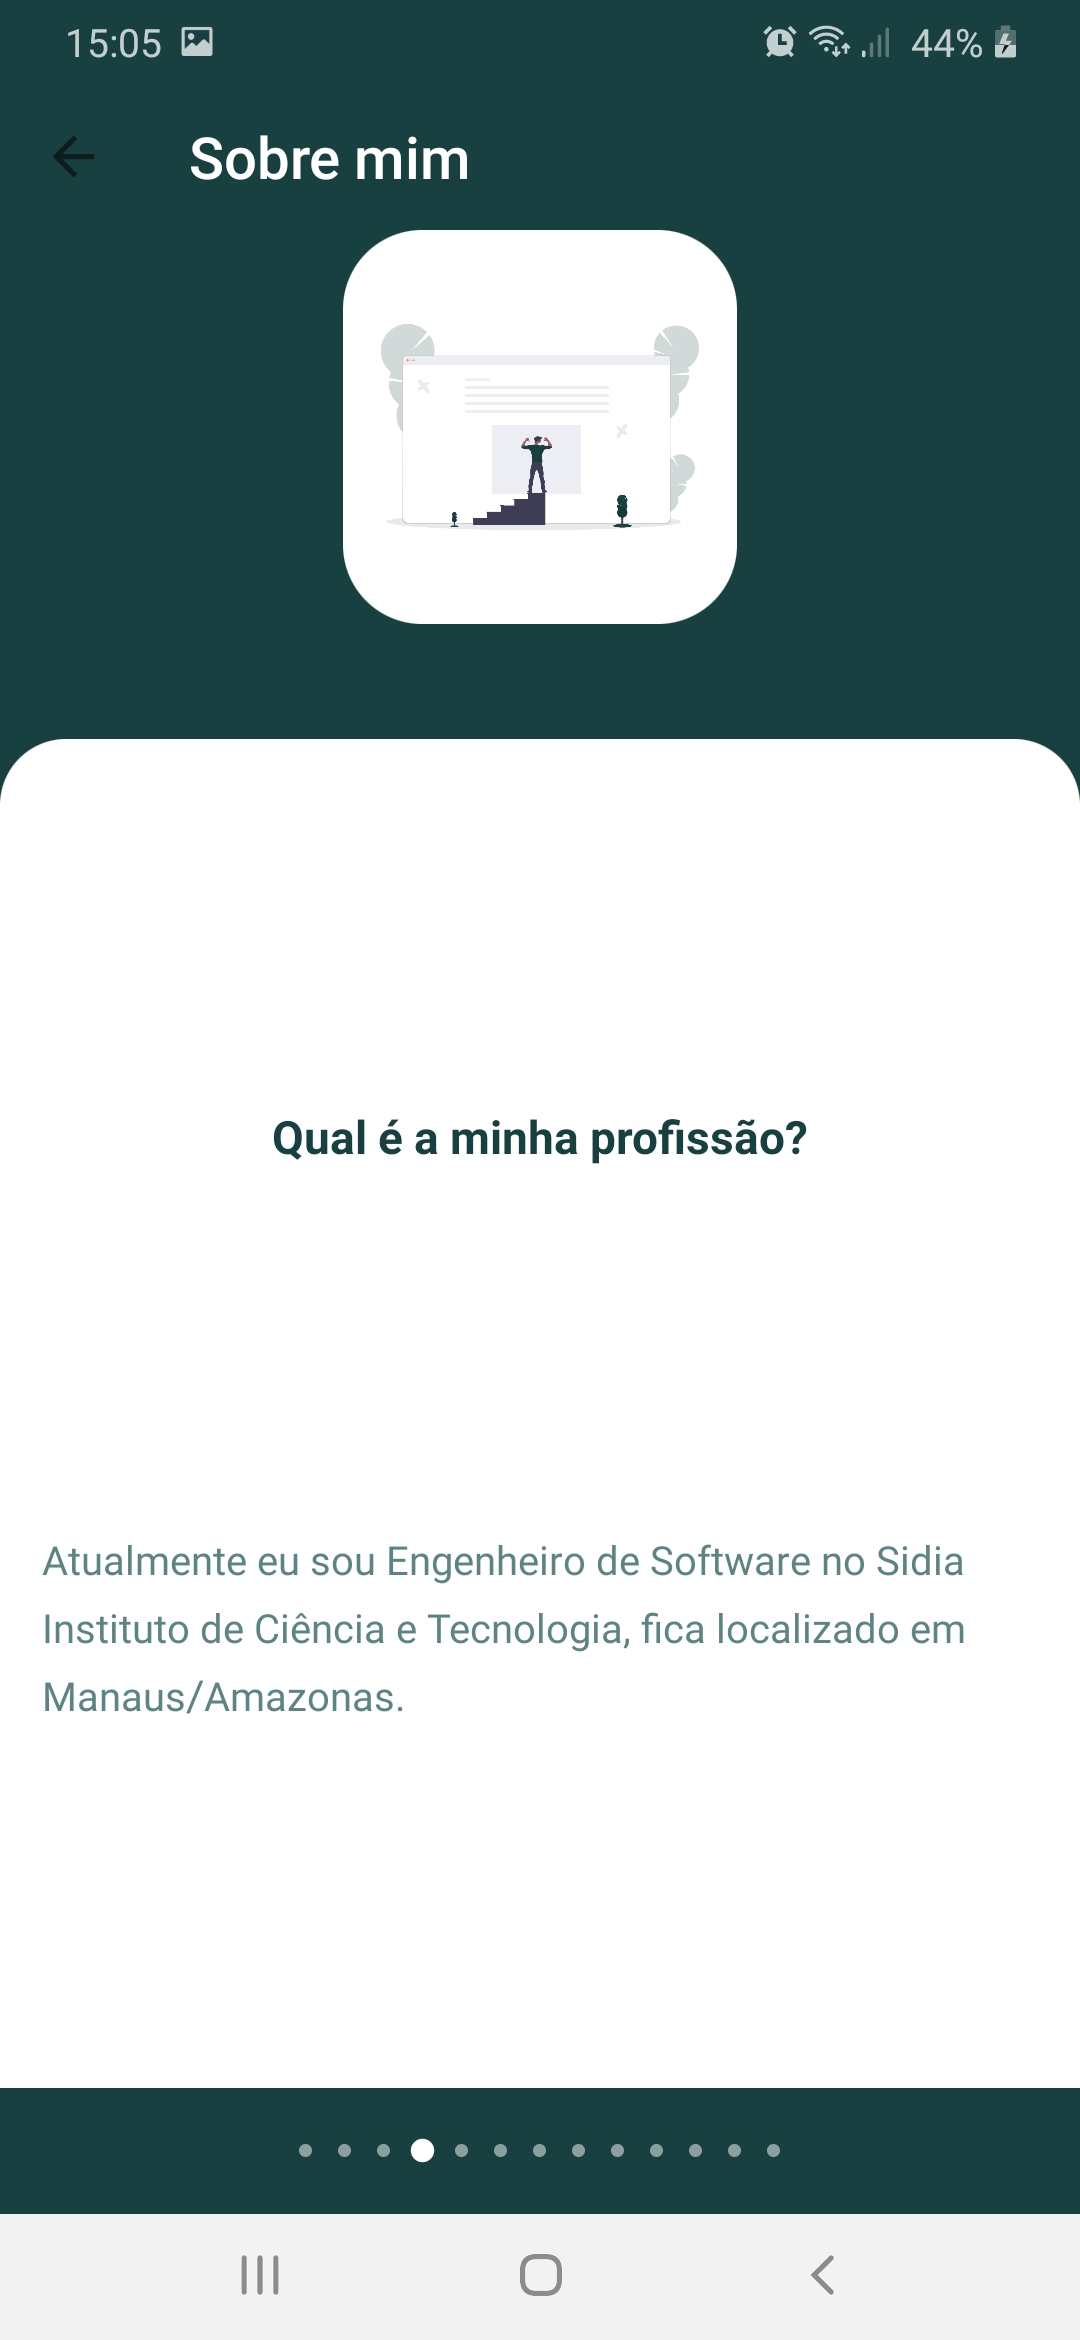 15:05
44%
Sobre mim
Qual é a minha profissão?
Atualmente eu sou Engenheiro de Software no Sidia
Instituto de Ciência e Tecnologia, fica localizado em
Manaus/Amazonas.